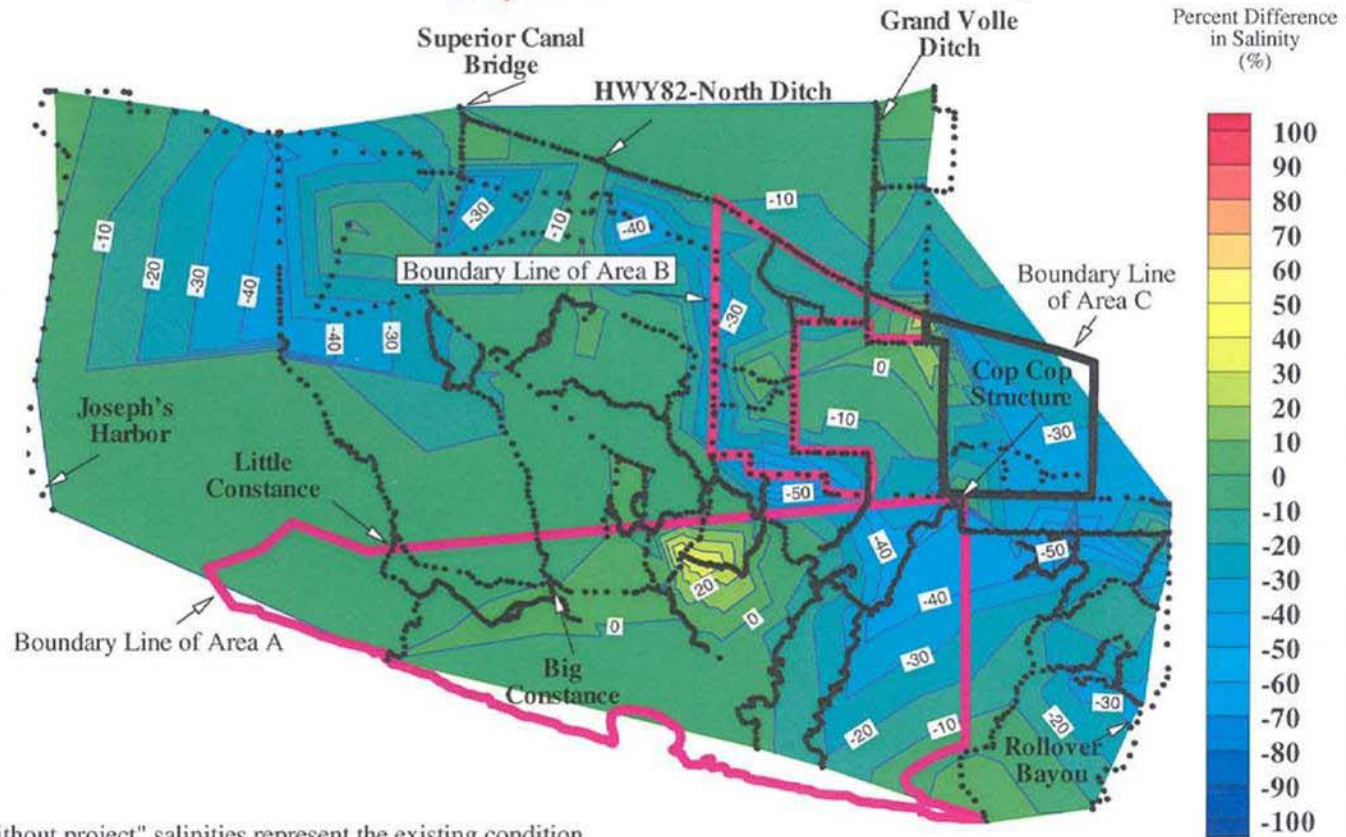 Grand Volle
Ditch
Percent Difference
in Salinity
(%)
Superior Canal
Bridge
HWY82-North Ditch
100
90
80
70
60
50
40
30
20
10
0
-10
-20
-30
-40
-50
-60
-70
-80
-90
-100
-10
-30
-10
-40
-10
-20
-30
-40
Boundary Line of Area B
Boundary Line
of Area C
-30
-40
-30
0
Cop Cop
Structure
-10
-30
Joseph's
Harbor
Little
Constance
-50
-40
-50
20
-40
0
0
-30
Boundary Line of Area A
Big
Constance
-30
-20
-20
-10
Rollover
Bayou
ithout project" salinities represent the existing condition